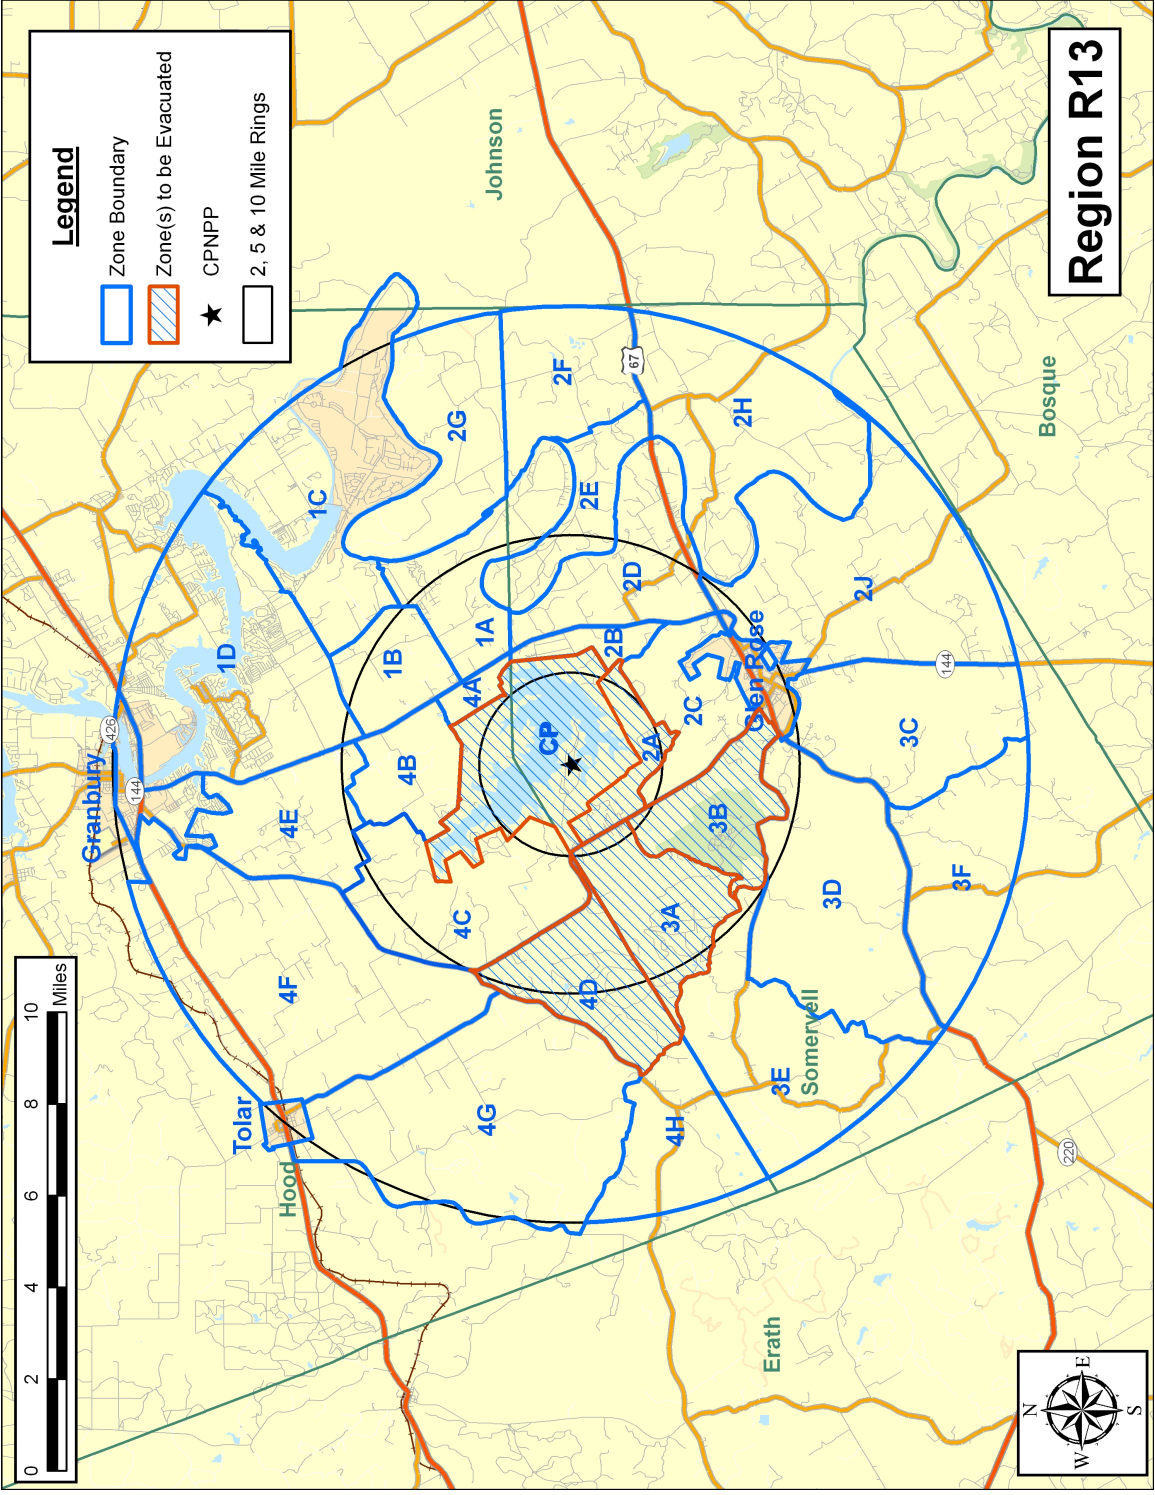 Legend
Zone Boundary
Zone(s) to be Evacuated
CPNPP
2, 5 & 10 Mile Rings
Region R13
0 2 4 6 8 10
Miles
N
W E
S
Granbury
Tolar
Glen Rose
Hood
Johnson
Bosque
Somervell
Erath
426
144
67
144
220
CP
1A
1B
1C
1D
2A
2B
2C
2D
2E
2F
2G
2H
2J
3A
3B
3C
3D
3E
3F
4A
4B
4C
4D
4E
4F
4G
4H